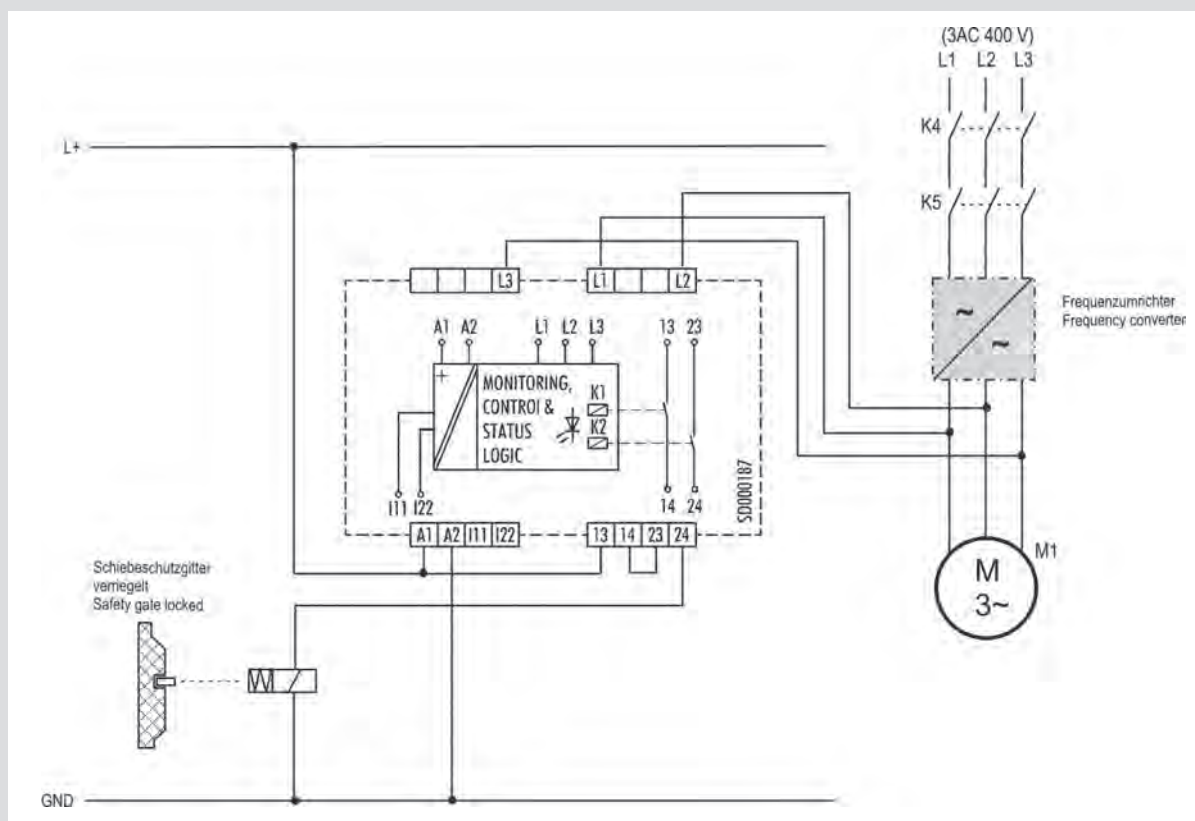 (3AC 400 V)
L1 L2 L3
K4
L+
K5
L3 L1 L2
Frequenzumrichter
Frequency converter
A1 A2 L1 L2 L3 13 23
+
MONITORING,
CONTROL &
STATUS
LOGIC
K1
K2
~
~
SD000187
I11 I22 14 24
A1 A2 I11 I22 13 14 23 24
M1
M
3~
Schiebeschutzgitter
verriegelt
Safety gate locked
GND